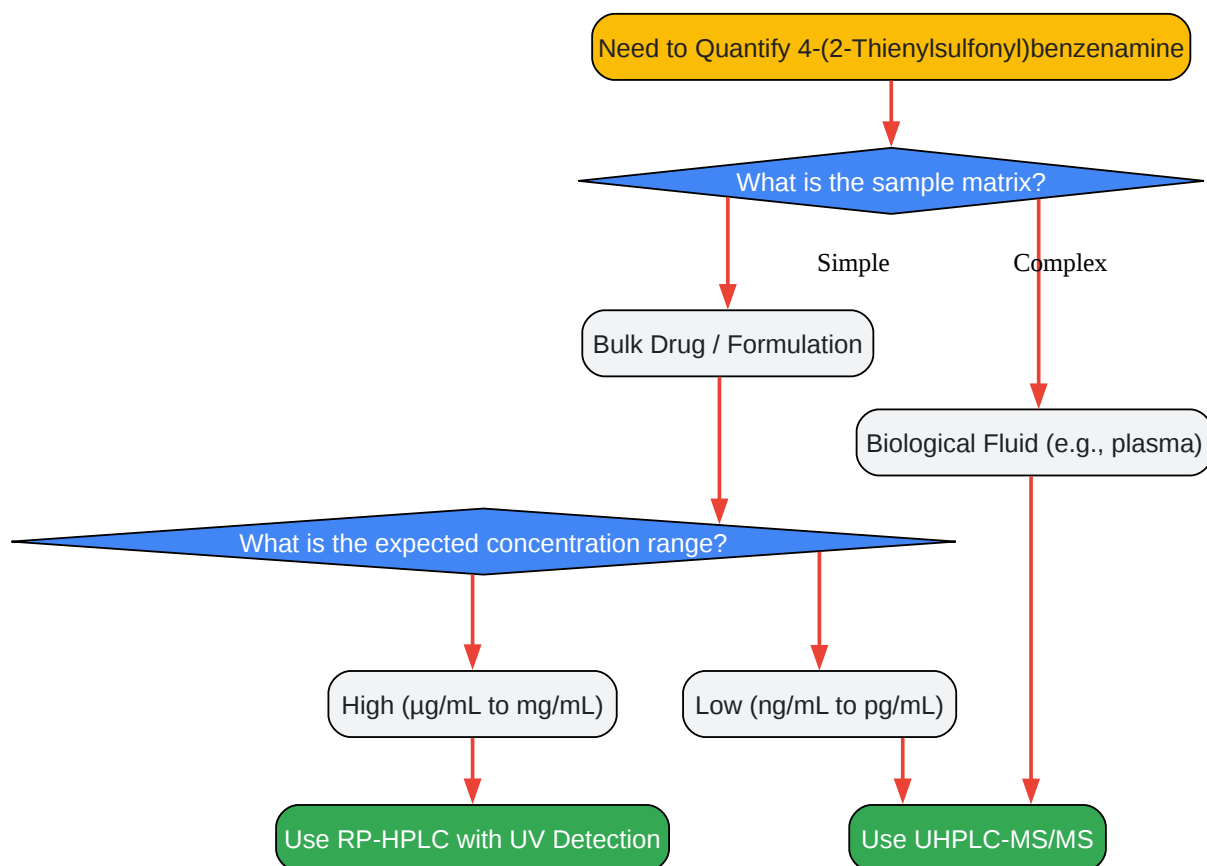 Need to Quantify 4-(2-Thienylsulfonyl)benzenamine
What is the sample matrix?
Simple
Complex
Bulk Drug / Formulation
Biological Fluid (e.g., plasma)
What is the expected concentration range?
High (µg/mL to mg/mL)
Low (ng/mL to pg/mL)
Use RP-HPLC with UV Detection
Use UHPLC-MS/MS